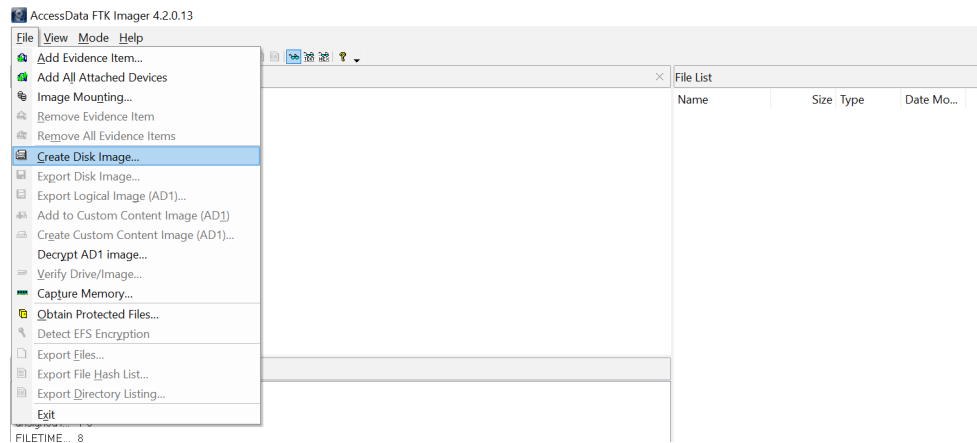 AccessData FTK Imager 4.2.0.13
File View Mode Help
Add Evidence Item...
Add All Attached Devices
Image Mounting...
Remove Evidence Item
Remove All Evidence Items
Create Disk Image...
Export Disk Image...
Export Logical Image (AD1)...
Add to Custom Content Image (AD1)
Create Custom Content Image (AD1)...
Decrypt AD1 image...
Verify Drive/Image...
Capture Memory...
Obtain Protected Files...
Detect EFS Encryption
Export Files...
Export File Hash List...
Export Directory Listing...
Exit
FILETIME... 8
File List
Name Size Type Date Mo...